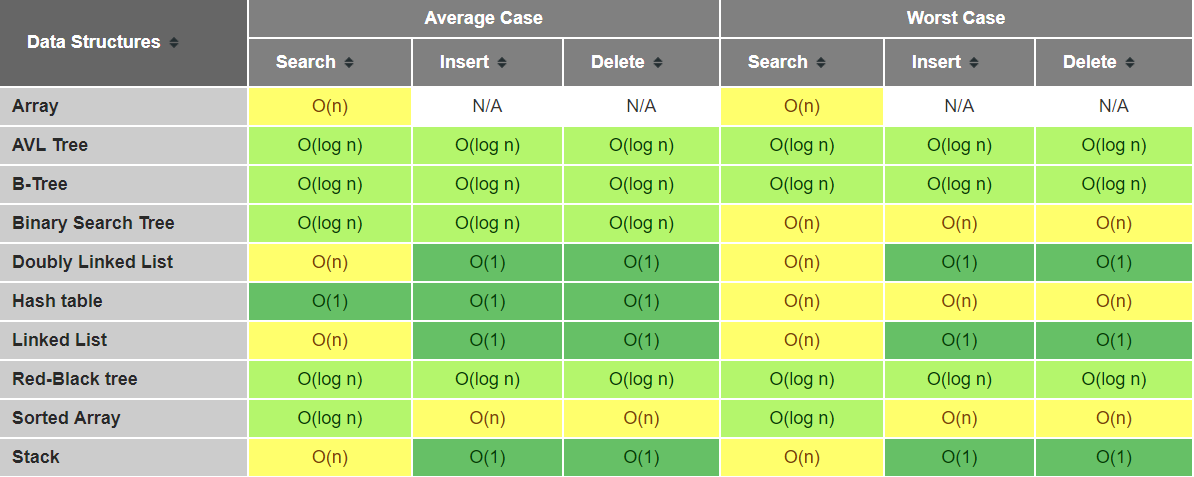 Data Structures Average Case Worst Case
Search Insert Delete Search Insert Delete
Array O(n) N/A N/A O(n) N/A N/A
AVL Tree O(log n) O(log n) O(log n) O(log n) O(log n) O(log n)
B-Tree O(log n) O(log n) O(log n) O(log n) O(log n) O(log n)
Binary Search Tree O(log n) O(log n) O(log n) O(n) O(n) O(n)
Doubly Linked List O(n) O(1) O(1) O(n) O(1) O(1)
Hash table O(1) O(1) O(1) O(n) O(n) O(n)
Linked List O(n) O(1) O(1) O(n) O(1) O(1)
Red-Black tree O(log n) O(log n) O(log n) O(log n) O(log n) O(log n)
Sorted Array O(log n) O(n) O(n) O(log n) O(n) O(n)
Stack O(n) O(1) O(1) O(n) O(1) O(1)